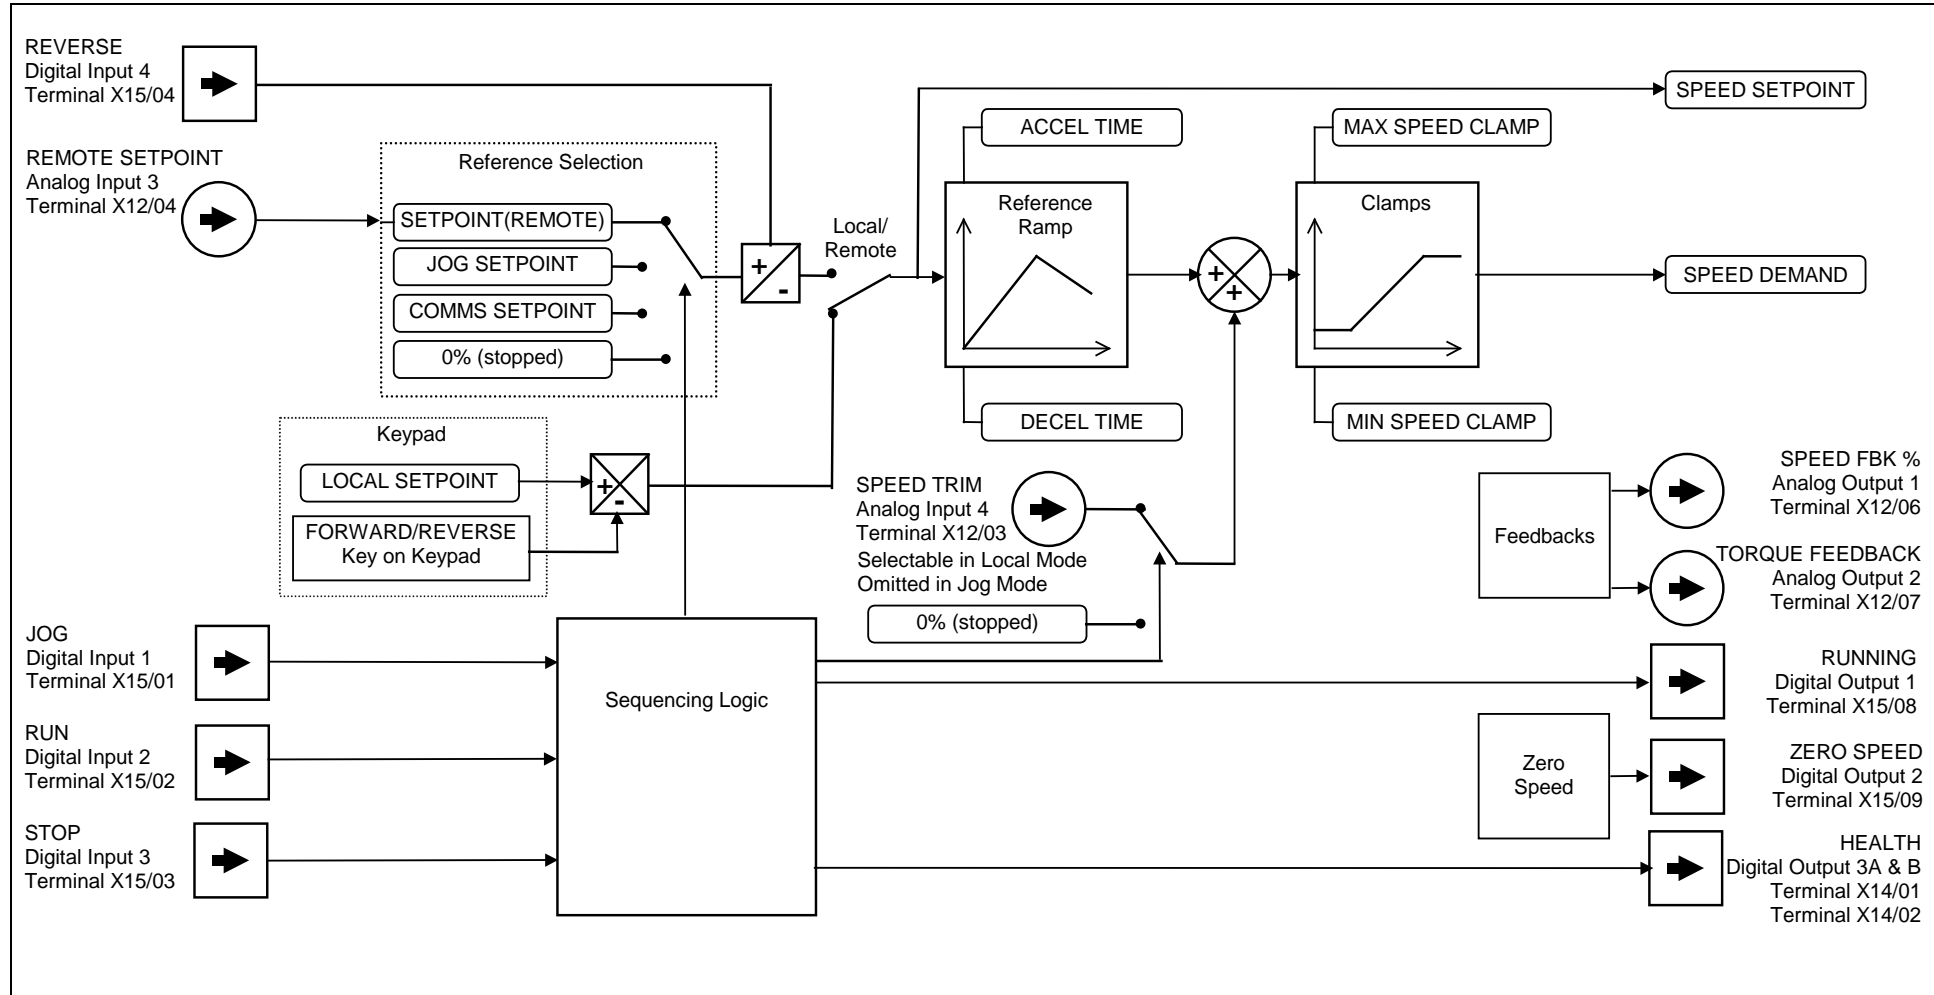 REVERSE
Digital Input 4
Terminal X15/04
REMOTE SETPOINT
Analog Input 3
Terminal X12/04
Reference Selection
SETPOINT(REMOTE)
JOG SETPOINT
COMMS SETPOINT
0% (stopped)
+
-
Local/
Remote
Keypad
LOCAL SETPOINT
FORWARD/REVERSE
Key on Keypad
+
-
ACCEL TIME
Reference
Ramp
DECEL TIME
+
+
MAX SPEED CLAMP
Clamps
MIN SPEED CLAMP
SPEED SETPOINT
SPEED DEMAND
SPEED TRIM
Analog Input 4
Terminal X12/03
Selectable in Local Mode
Omitted in Jog Mode
0% (stopped)
JOG
Digital Input 1
Terminal X15/01
RUN
Digital Input 2
Terminal X15/02
STOP
Digital Input 3
Terminal X15/03
Sequencing Logic
Feedbacks
SPEED FBK %
Analog Output 1
Terminal X12/06
TORQUE FEEDBACK
Analog Output 2
Terminal X12/07
RUNNING
Digital Output 1
Terminal X15/08
Zero
Speed
ZERO SPEED
Digital Output 2
Terminal X15/09
HEALTH
Digital Output 3A & B
Terminal X14/01
Terminal X14/02